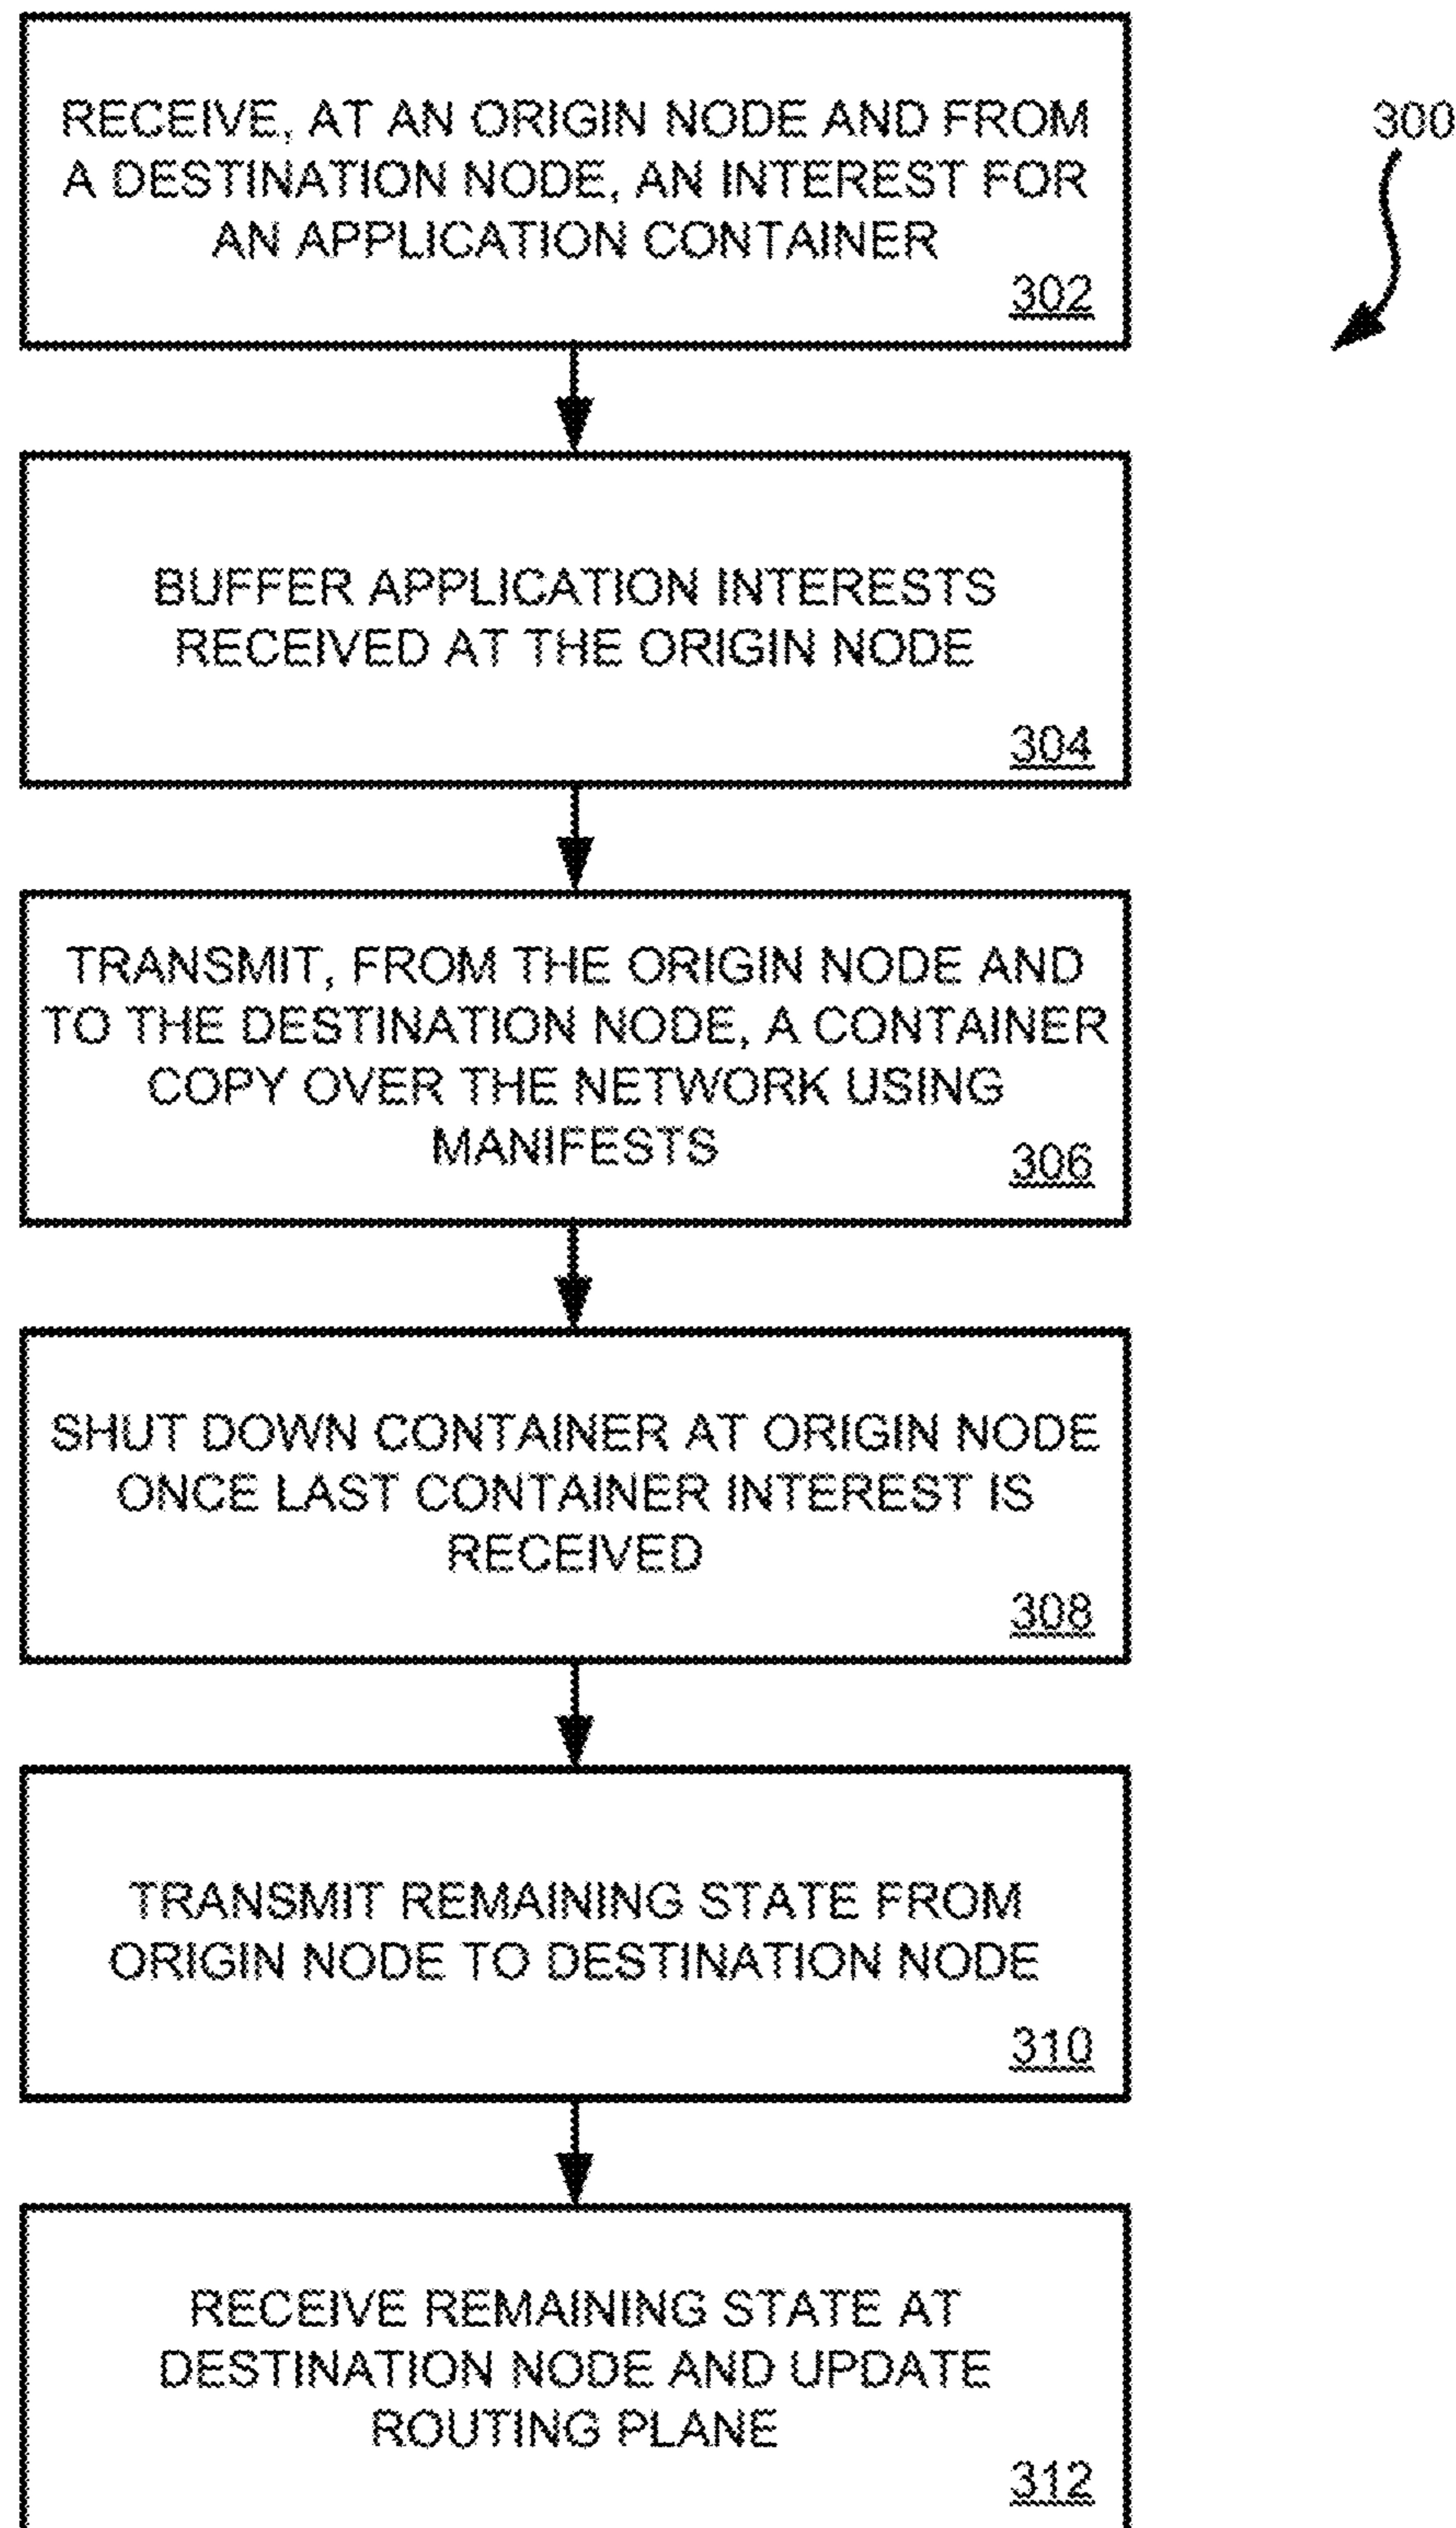 RECEIVE, AT AN ORIGIN NODE AND FROM
A DESTINATION NODE, AN INTEREST FOR
AN APPLICATION CONTAINER
302
300
BUFFER APPLICATION INTERESTS
RECEIVED AT THE ORIGIN NODE
304
TRANSMIT, FROM THE ORIGIN NODE AND
TO THE DESTINATION NODE, A CONTAINER
COPY OVER THE NETWORK USING
MANIFESTS
306
SHUT DOWN CONTAINER AT ORIGIN NODE
ONCE LAST CONTAINER INTEREST IS
RECEIVED
308
TRANSMIT REMAINING STATE FROM
ORIGIN NODE TO DESTINATION NODE
310
RECEIVE REMAINING STATE AT
DESTINATION NODE AND UPDATE
ROUTING PLANE
312